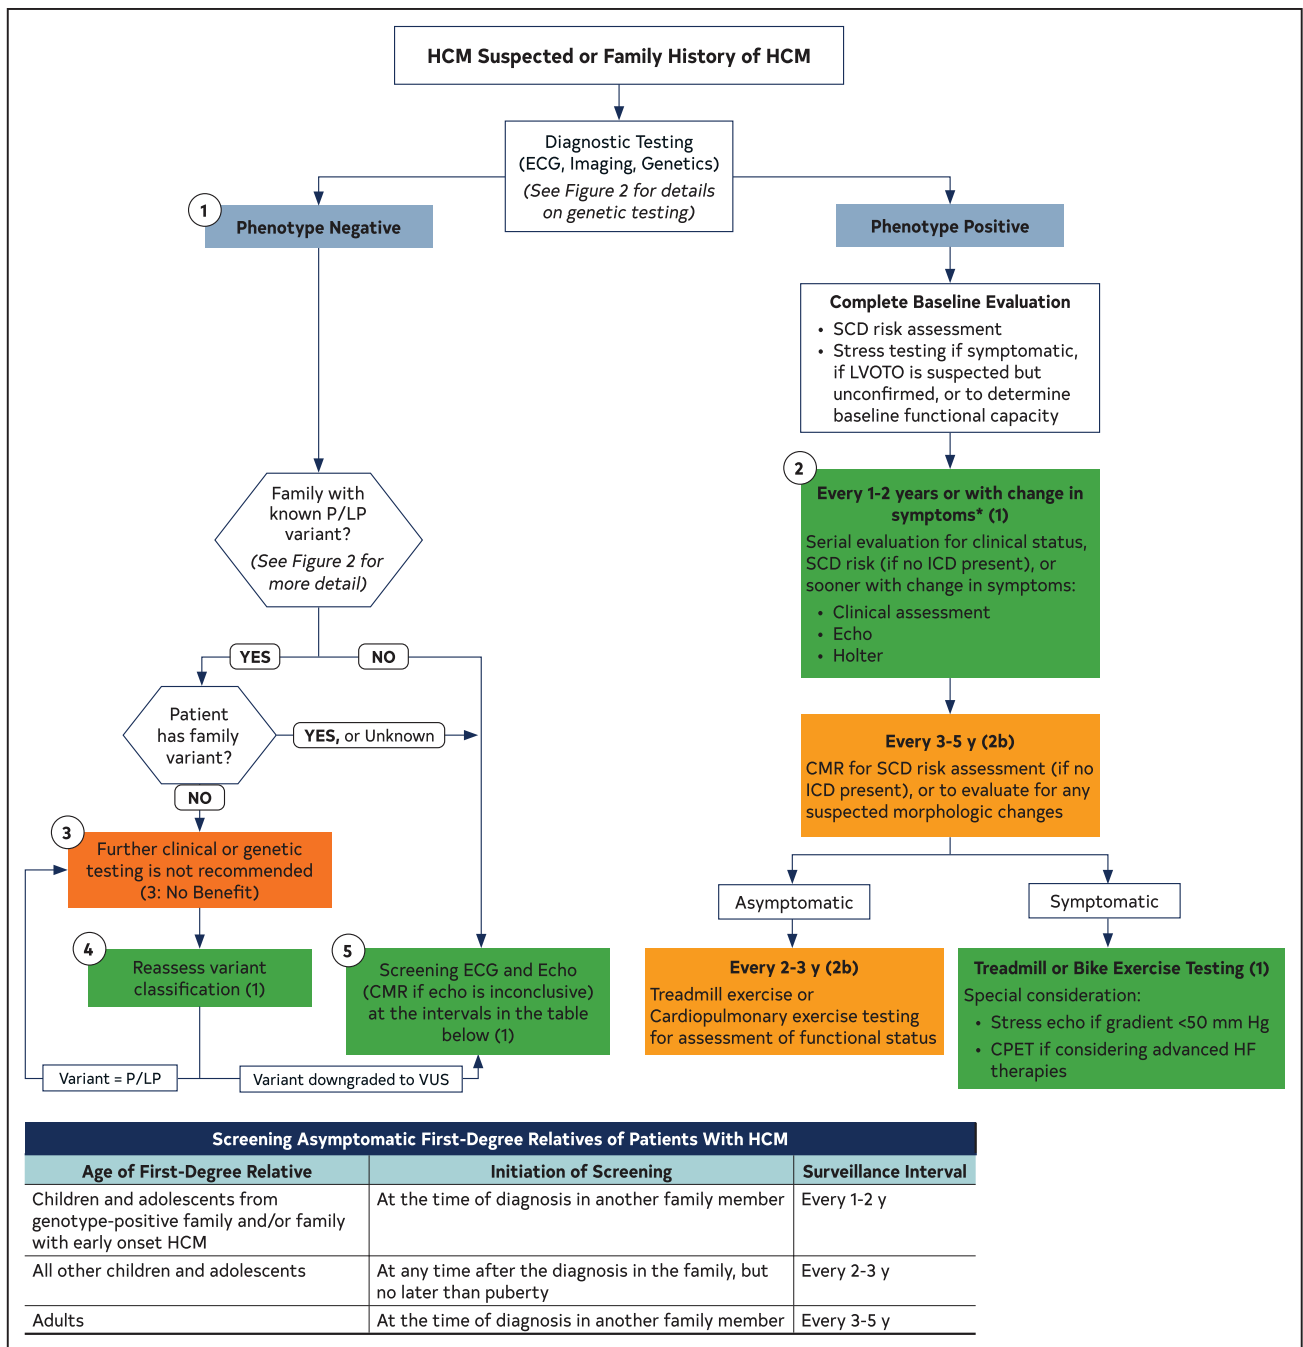 HCM Suspected or Family History of HCM
Diagnostic Testing
(ECG, Imaging, Genetics)
(See Figure 2 for details
on genetic testing)
1
Phenotype Negative
Phenotype Positive
Complete Baseline Evaluation
• SCD risk assessment
• Stress testing if symptomatic,
if LVOTO is suspected but
unconfirmed, or to determine
baseline functional capacity
Family with
known P/LP
variant?
(See Figure 2 for
more detail)
2
Every 1-2 years or with change in
symptoms* (1)
Serial evaluation for clinical status,
SCD risk (if no ICD present), or
sooner with change in symptoms:
• Clinical assessment
• Echo
• Holter
YES
NO
Patient
has family
variant?
YES, or Unknown
NO
Every 3-5 y (2b)
CMR for SCD risk assessment (if no
ICD present), or to evaluate for any
suspected morphologic changes
3
Further clinical or genetic
testing is not recommended
(3: No Benefit)
Asymptomatic
Symptomatic
4
Reassess variant
classification (1)
5
Screening ECG and Echo
(CMR if echo is inconclusive)
at the intervals in the table
below (1)
Every 2-3 y (2b)
Treadmill exercise or
Cardiopulmonary exercise testing
for assessment of functional status
Treadmill or Bike Exercise Testing (1)
Special consideration:
• Stress echo if gradient <50 mm Hg
• CPET if considering advanced HF
therapies
Variant = P/LP
Variant downgraded to VUS
Screening Asymptomatic First-Degree Relatives of Patients With HCM
Age of First-Degree Relative
Initiation of Screening
Surveillance Interval
Children and adolescents from
genotype-positive family and/or family
with early onset HCM
At the time of diagnosis in another family member
Every 1-2 y
All other children and adolescents
At any time after the diagnosis in the family, but
no later than puberty
Every 2-3 y
Adults
At the time of diagnosis in another family member
Every 3-5 y